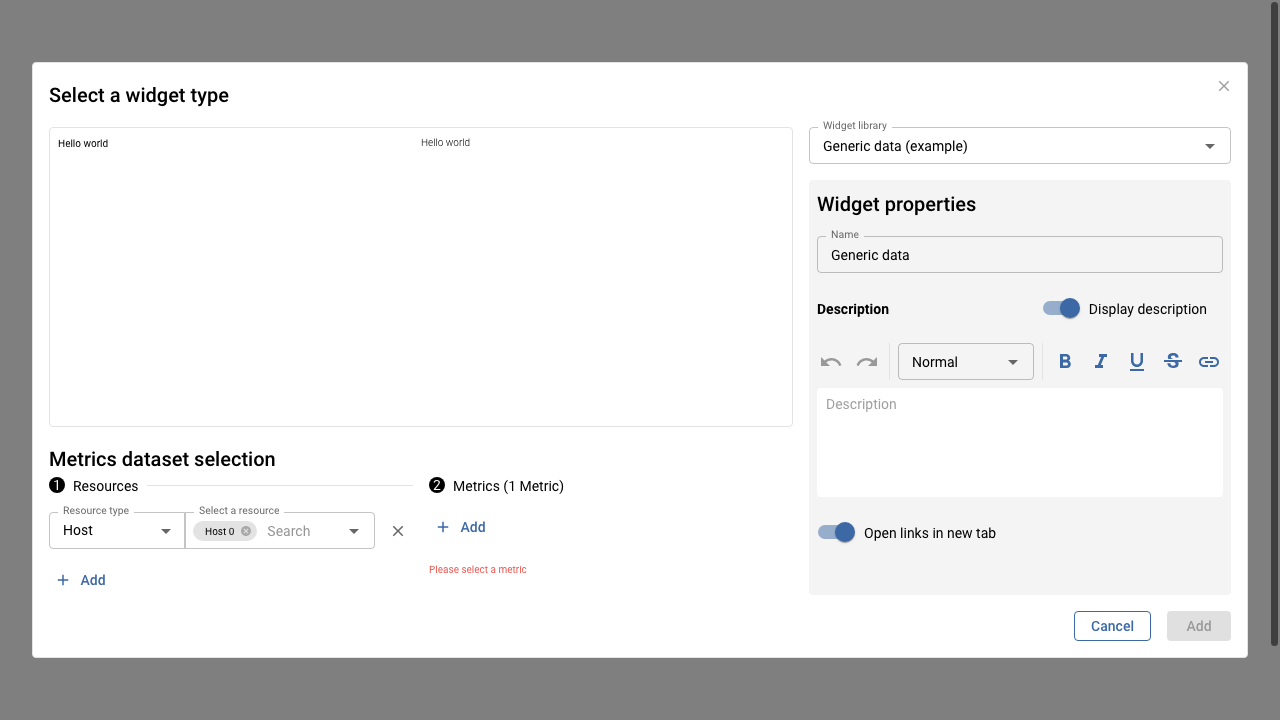 Select a widget type
Hello world
Hello world
Widget library
Generic data (example)
Widget properties
Name
Generic data
Description
Display description
Normal
B I U S
Description
Open links in new tab
Metrics dataset selection
1 Resources
2 Metrics (1 Metric)
Resource type
Host
Select a resource
Host 0
Search
Add
Add
Please select a metric
Cancel
Add